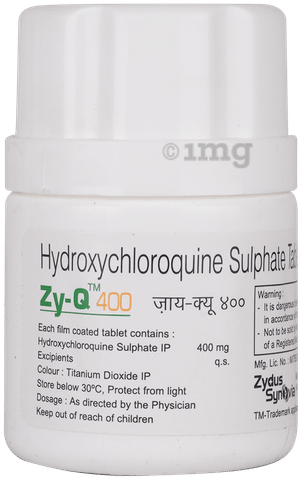 ©1mg
Hydroxychloroquine Sulphate
Zy-Q™ 400 ज़ाय-क्यू ४००
Each film coated tablet contains :
Hydroxychloroquine Sulphate IP 400 mg
Excipients q.s.
Colour : Titanium Dioxide IP
Store below 30°C, Protect from light
Dosage : As directed by the Physician
Keep out of reach of children
Warning :
- It is dangerous
in accordance
- Not to be sold
of a Registered
Mfg. Lic. No.
Zydus
TM-Trademark